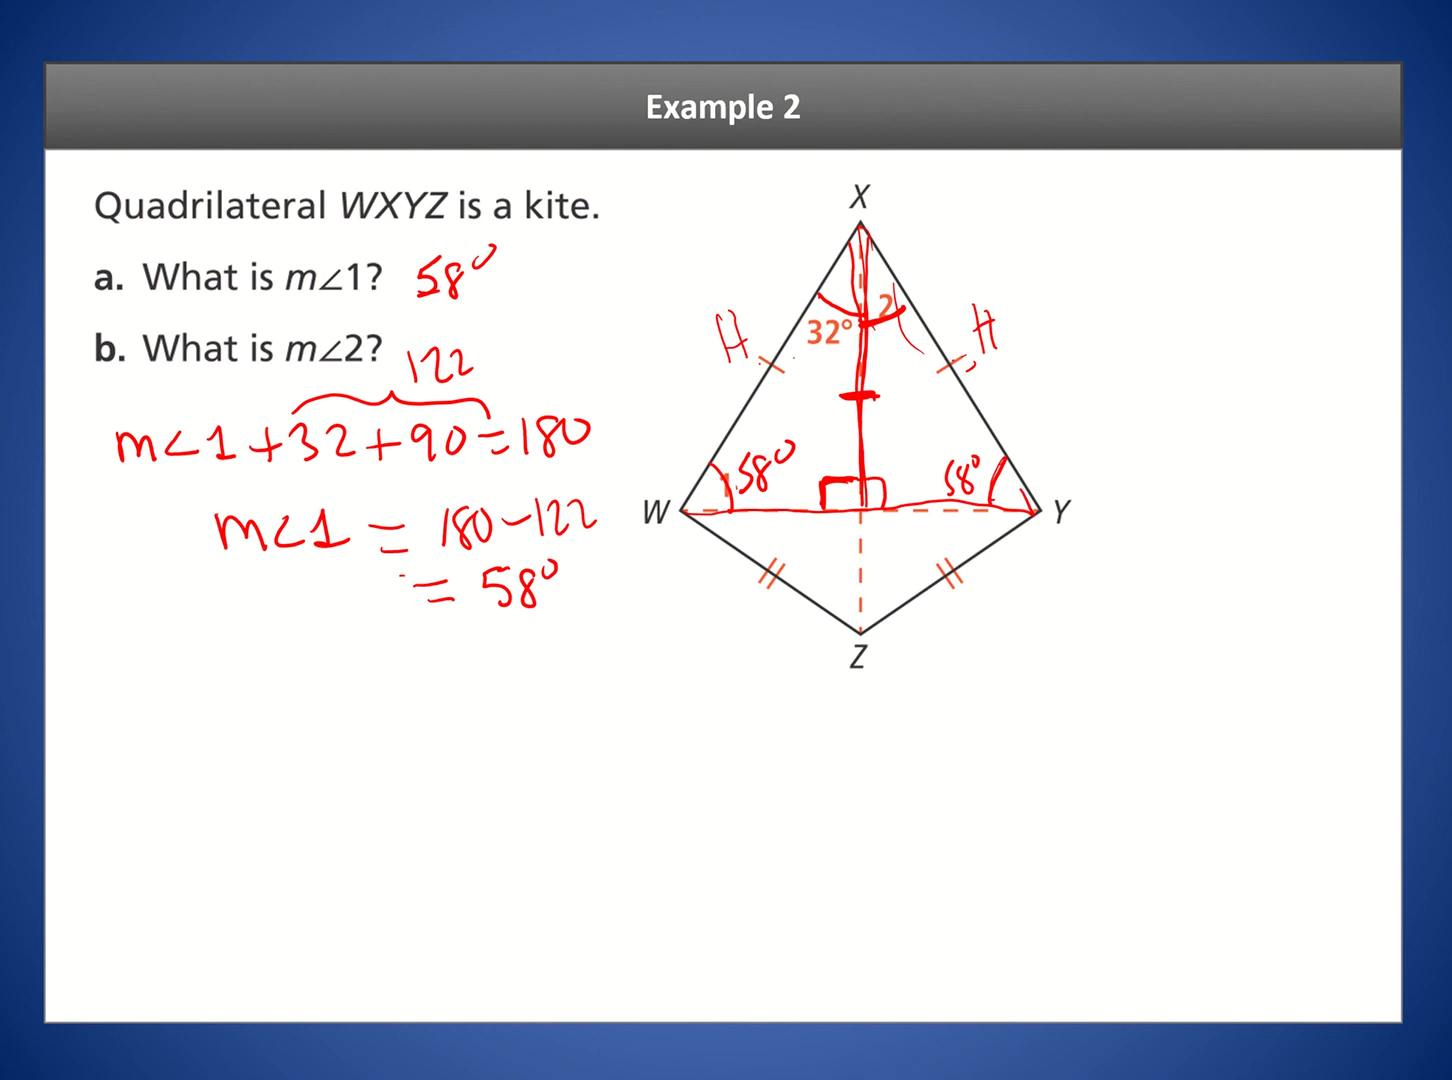 Example 2
Quadrilateral WXYZ is a kite.
a. What is m∠1? 58°
b. What is m∠2?
122
m<1+32+90=180
m<1 = 180-122
= 58°
X
H
32°
2
H
W
1
58°
58°
Y
Z